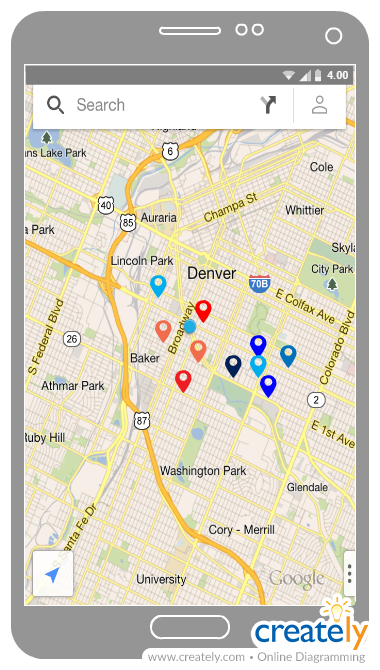 4.00
Search
Highland
ans Lake Park
6
Cole
40
Champa St
Whittier
85
Auraria
a Park
Skyla
Lincoln Park
Denver
City Park
70B
E Colfax Ave
Broadway
S Federal Blvd
26
Baker
Colorado Blvd
Athmar Park
2
87
E 1st Ave
Ruby Hill
Washington Park
Glendale
anta Fe Dr
Cory - Merrill
University
Google
creately
www.creately.com • Online Diagramming